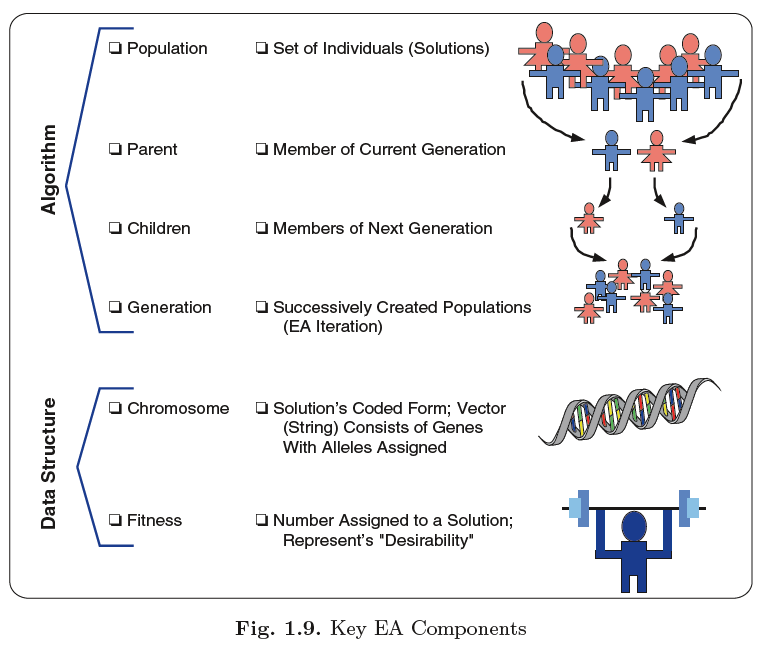 Algorithm
❏ Population ❏ Set of Individuals (Solutions)
❏ Parent ❏ Member of Current Generation
❏ Children ❏ Members of Next Generation
❏ Generation ❏ Successively Created Populations
(EA Iteration)
Data Structure
❏ Chromosome ❏ Solution's Coded Form; Vector
(String) Consists of Genes
With Alleles Assigned
❏ Fitness ❏ Number Assigned to a Solution;
Represent's "Desirability"
Fig. 1.9. Key EA Components